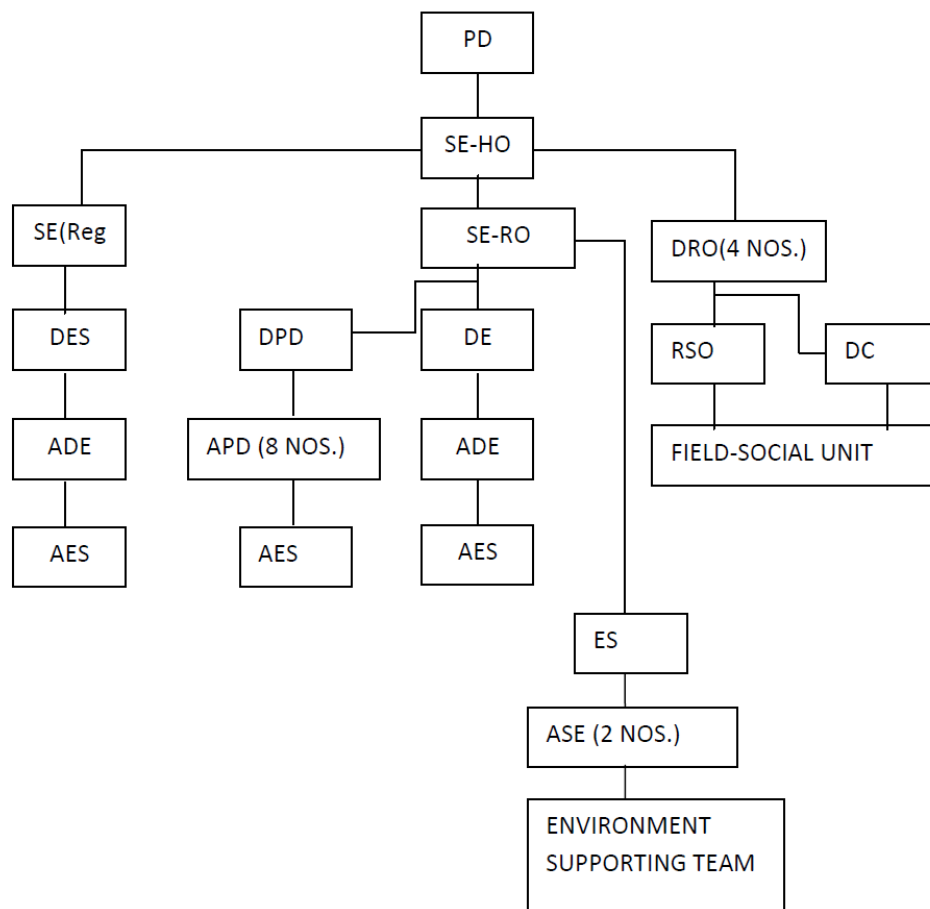 PD
SE-HO
SE(Reg
SE-RO
DRO(4 NOS.)
DES
DPD
DE
RSO
DC
ADE
APD (8 NOS.)
ADE
FIELD-SOCIAL UNIT
AES
AES
AES
ES
ASE (2 NOS.)
ENVIRONMENT
SUPPORTING TEAM